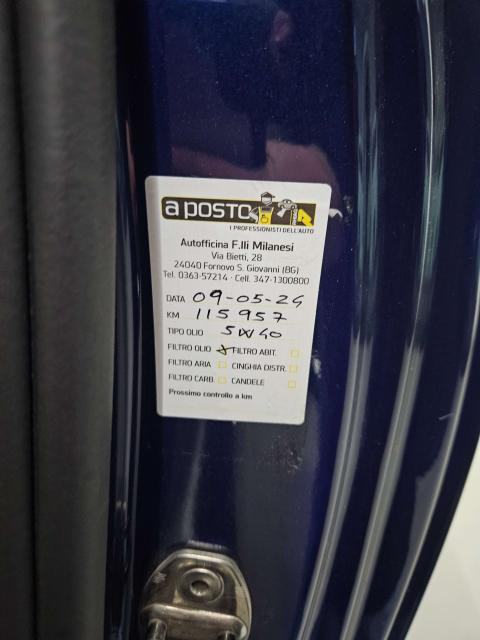 a posto
I PROFESSIONISTI DELL'AUTO
Autofficina F.lli Milanesi
Via Bietti, 28
24040 Fornovo S. Giovanni (BG)
Tel. 0363-57214 - Cell. 347-1300800
DATA 09-05-24
KM 115957
TIPO OLIO 5W40
FILTRO OLIO X FILTRO ABIT.
FILTRO ARIA CINGHIA DISTR.
FILTRO CARB. CANDELE
Prossimo controllo a km